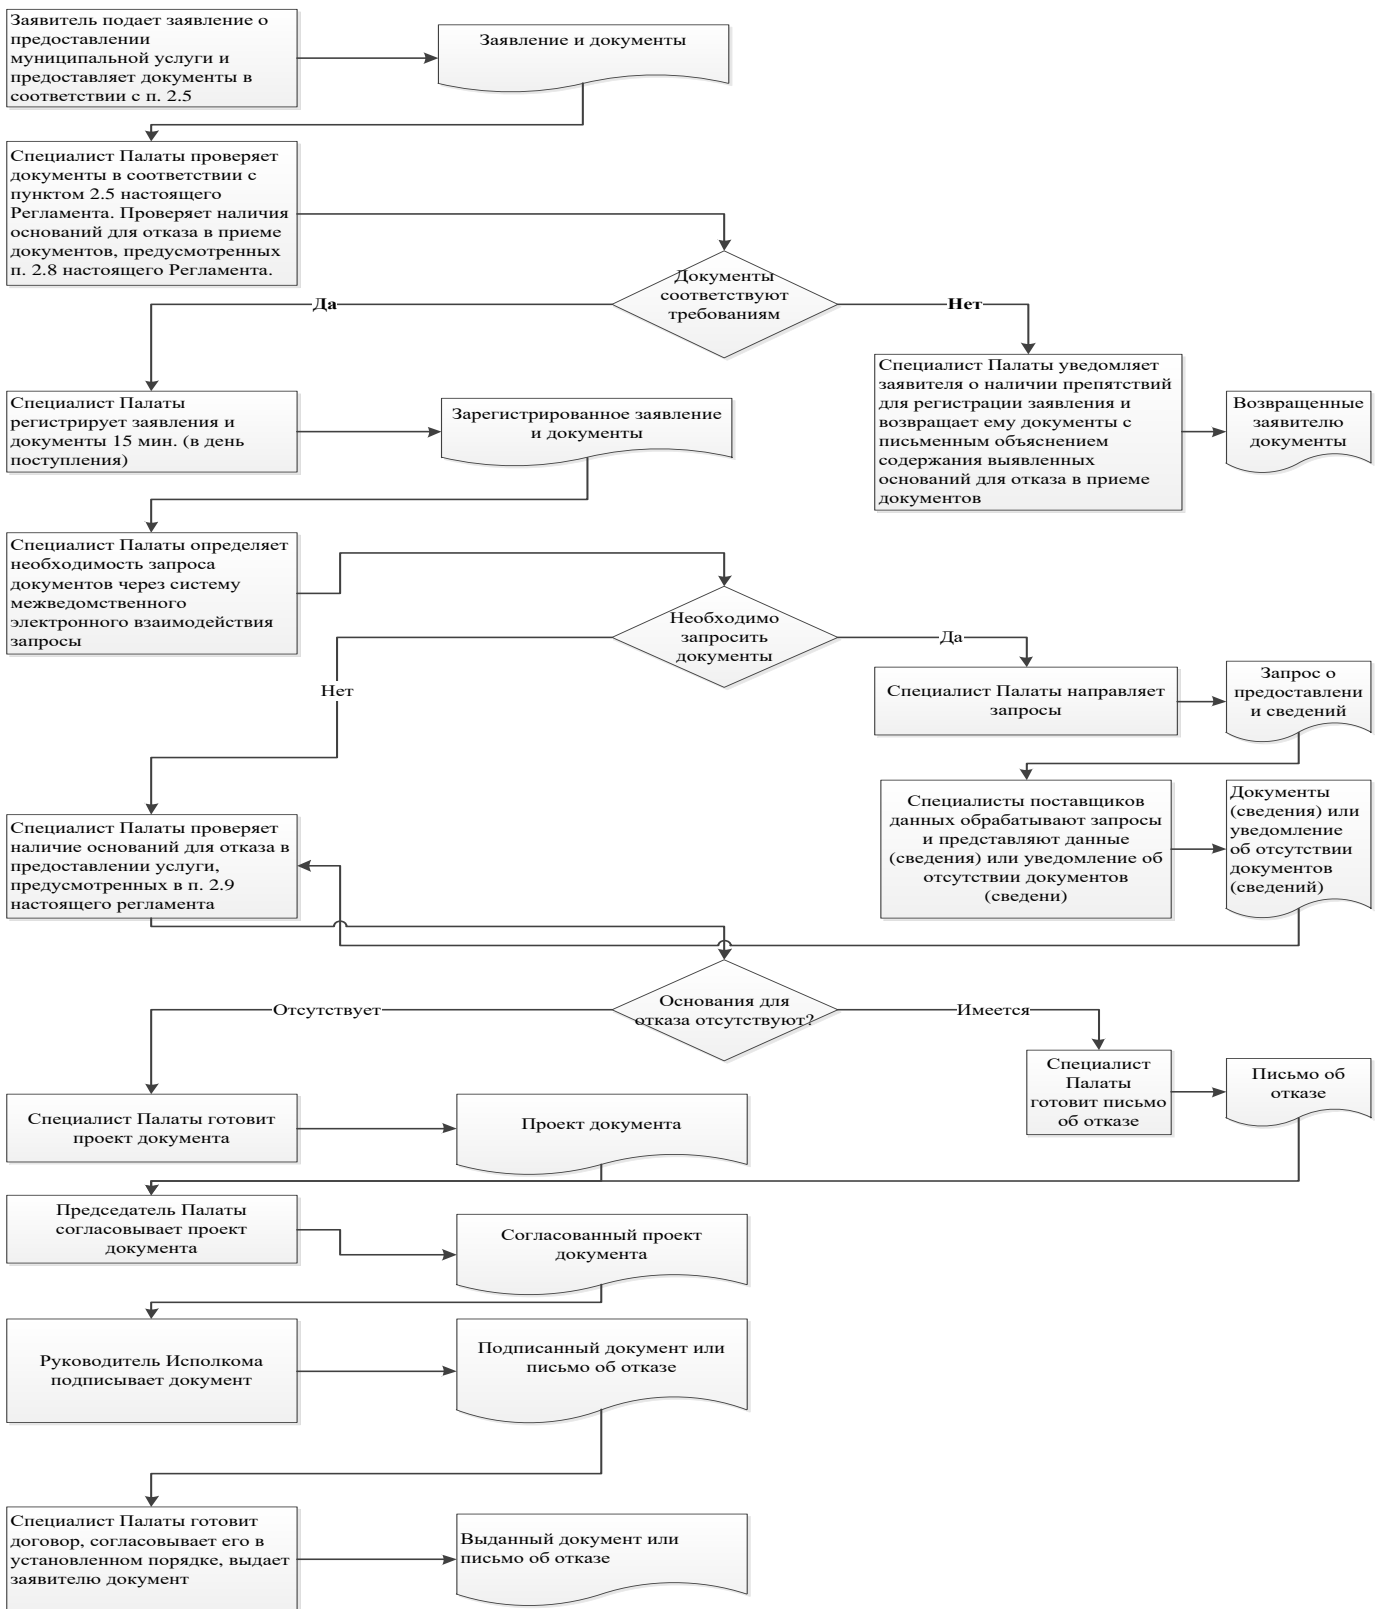 Заявитель подает заявление о
предоставлении
муниципальной услуги и
предоставляет документы в
соответствии с п. 2.5
Заявление и документы
Специалист Палаты проверяет
документы в соответствии с
пунктом 2.5 настоящего
Регламента. Проверяет наличия
оснований для отказа в приеме
документов, предусмотренных
п. 2.8 настоящего Регламента.
Документы
соответствуют
требованиям
Да
Нет
Специалист Палаты
регистрирует заявления и
документы 15 мин. (в день
поступления)
Зарегистрированное заявление
и документы
Специалист Палаты уведомляет
заявителя о наличии препятствий
для регистрации заявления и
возвращает ему документы с
письменным объяснением
содержания выявленных
оснований для отказа в приеме
документов
Возвращенные
заявителю
документы
Специалист Палаты определяет
необходимость запроса
документов через систему
межведомственного
электронного взаимодействия
запросы
Необходимо
запросить
документы
Да
Нет
Специалист Палаты направляет
запросы
Запрос о
предоставлени
и сведений
Специалисты поставщиков
данных обрабатывают запросы
и представляют данные
(сведения) или уведомление об
отсутствии документов
(сведени)
Документы
(сведения) или
уведомление
об отсутствии
документов
(сведений)
Специалист Палаты проверяет
наличие оснований для отказа в
предоставлении услуги,
предусмотренных в п. 2.9
настоящего регламента
Основания для
отказа отсутствуют?
Отсутствует
Имеется
Специалист
Палаты
готовит письмо
об отказе
Письмо об
отказе
Специалист Палаты готовит
проект документа
Проект документа
Председатель Палаты
согласовывает проект
документа
Согласованный проект
документа
Руководитель Исполкома
подписывает документ
Подписанный документ или
письмо об отказе
Специалист Палаты готовит
договор, согласовывает его в
установленном порядке, выдает
заявителю документ
Выданный документ или
письмо об отказе